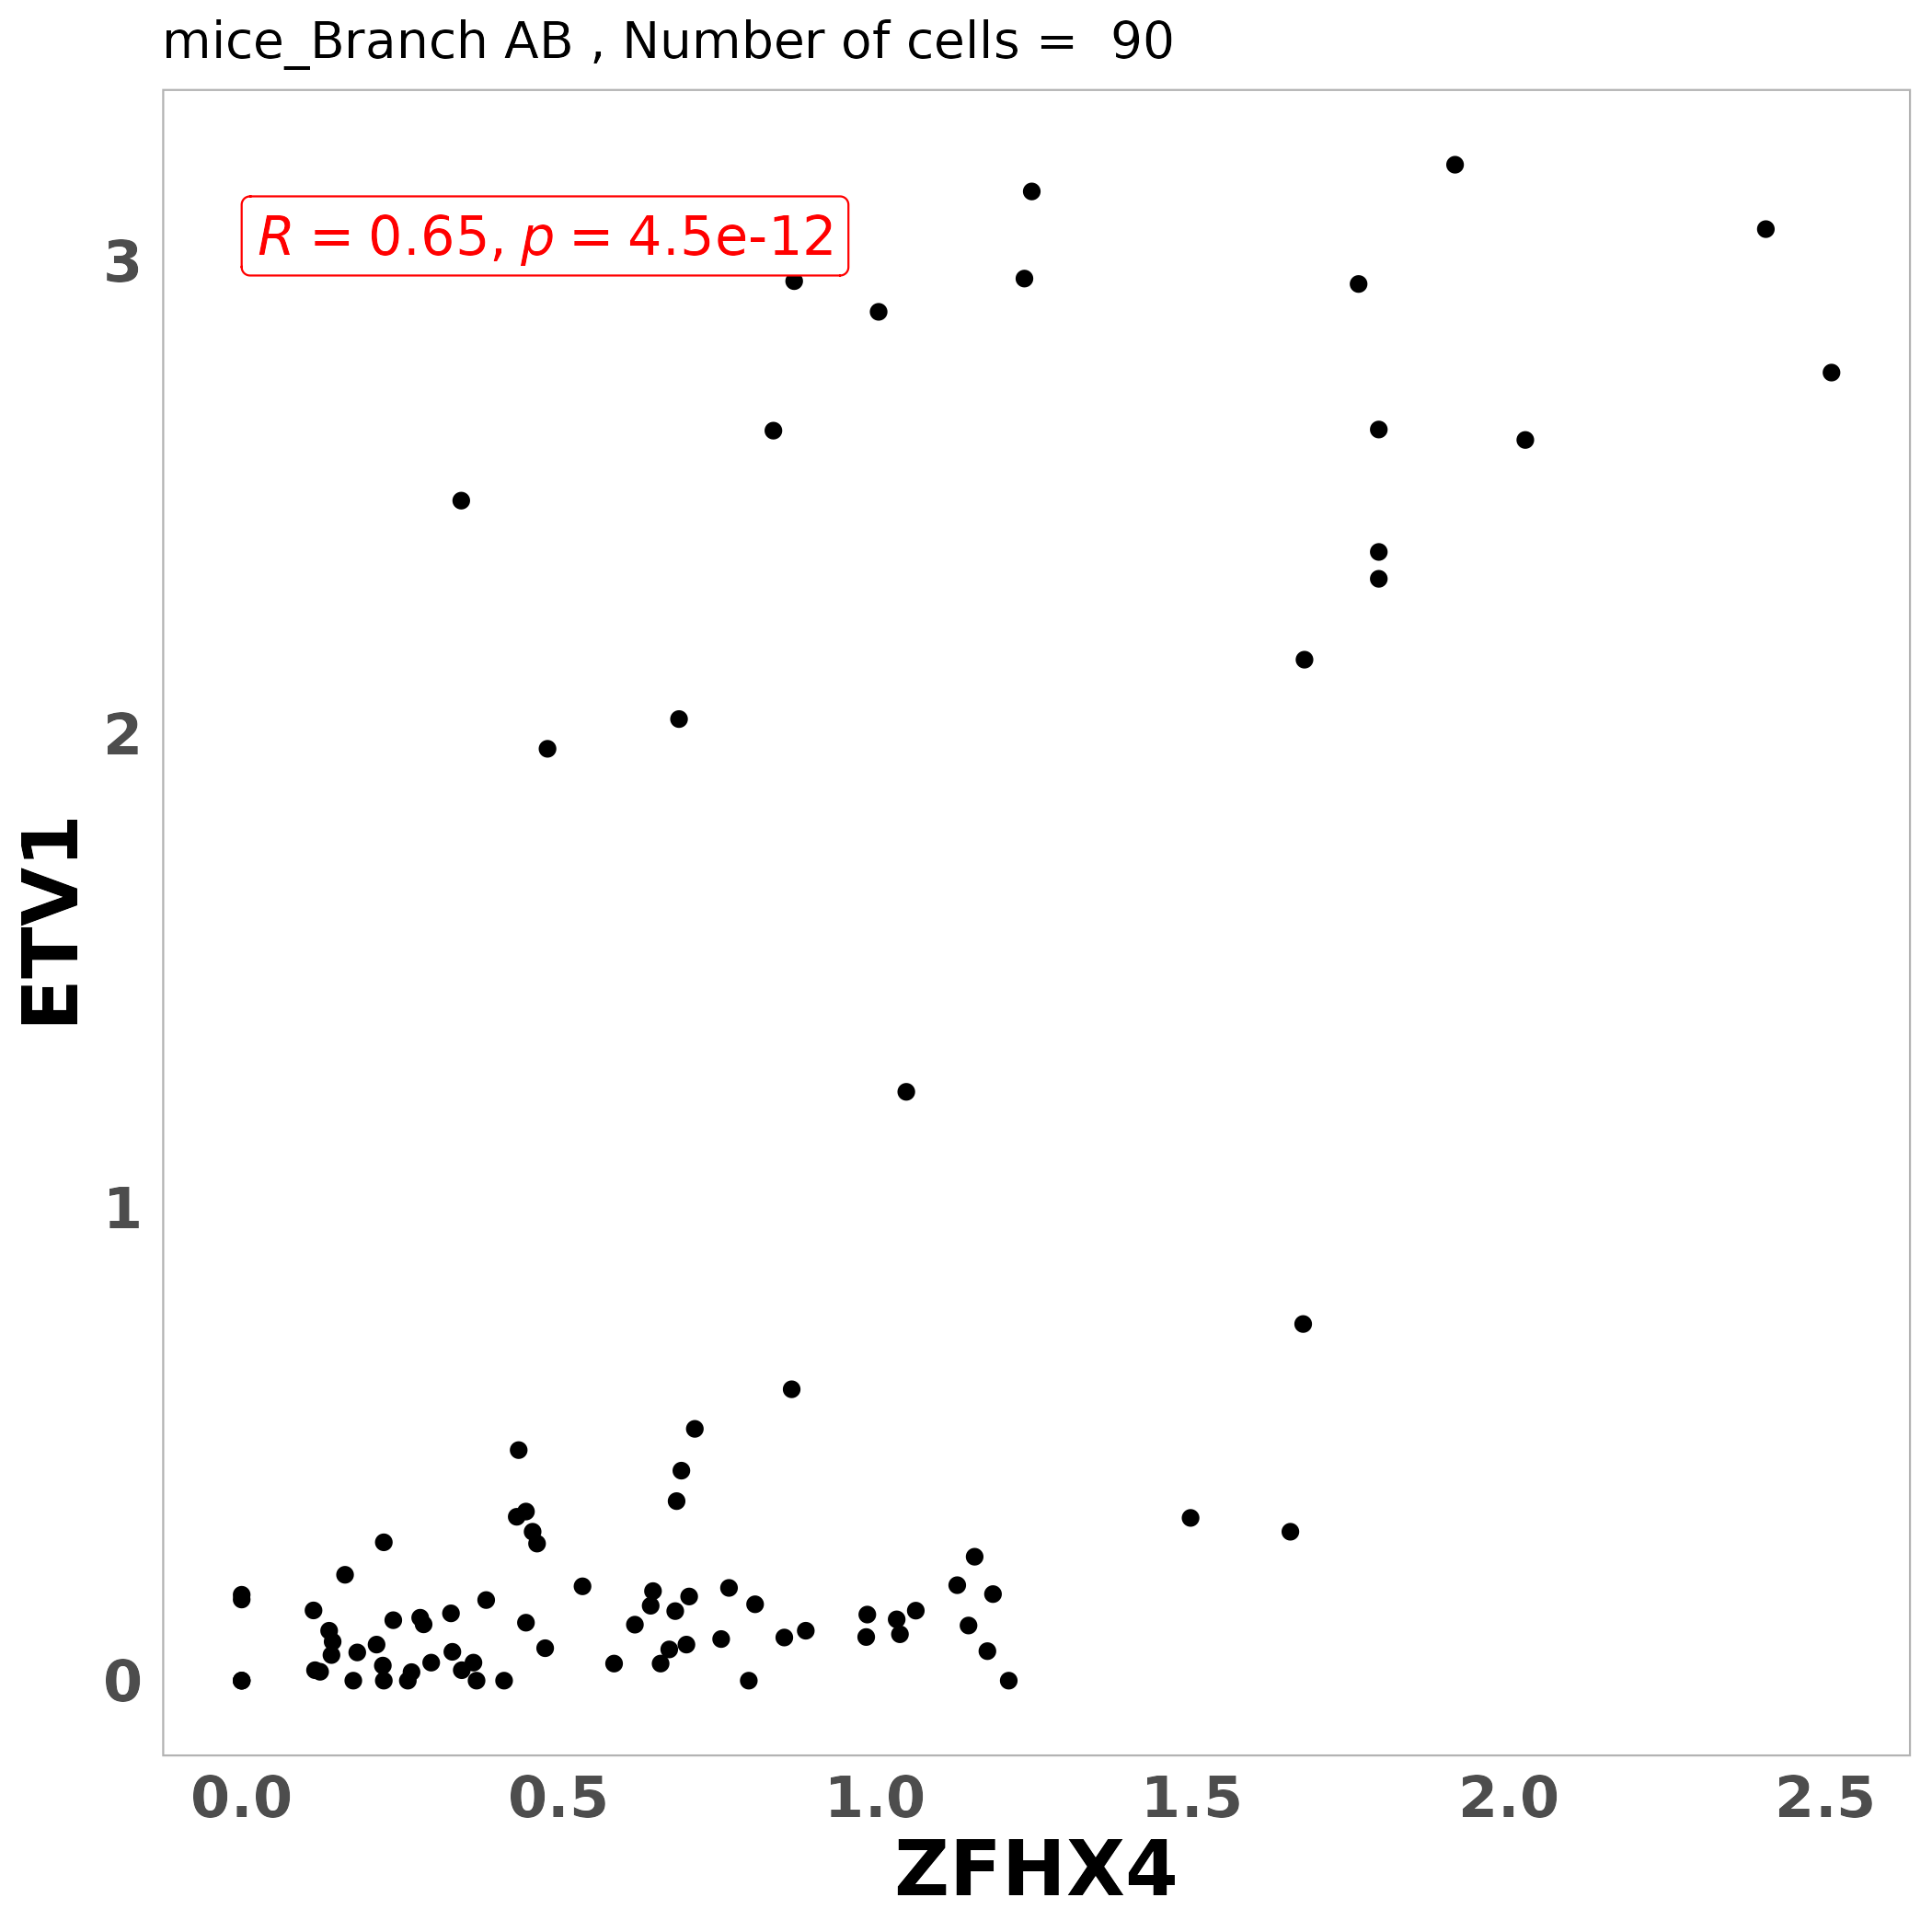 mice_Branch AB , Number of cells =  90
R = 0.65, p = 4.5e-12
3
2
1
0
ETV1
0.0 0.5 1.0 1.5 2.0 2.5
ZFHX4